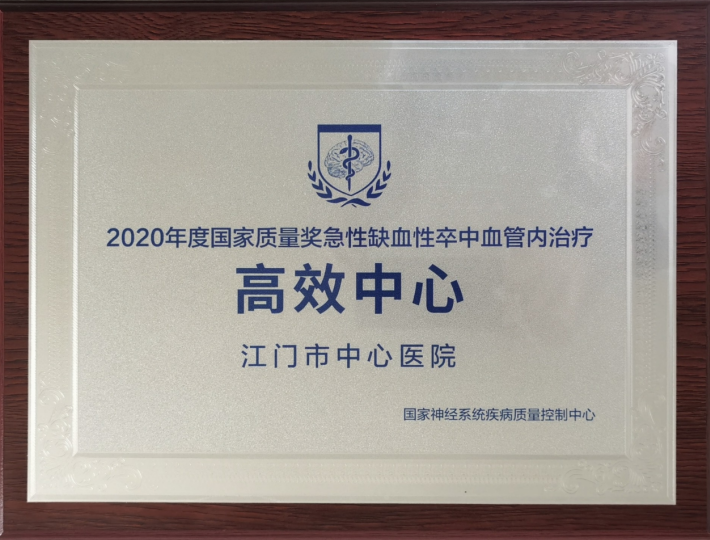 2020年度国家质量奖急性缺血性卒中血管内治疗
高效中心
江门市中心医院
国家神经系统疾病质量控制中心